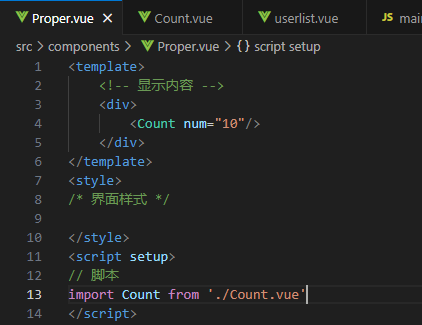 Proper.vue × Count.vue userlist.vue JS mai
src > components > Proper.vue > {} script setup
1 <template>
2 <!-- 显示内容 -->
3 <div>
4 <Count num="10"/>
5 </div>
6 </template>
7 <style>
8 /* 界面样式 */
9
10 </style>
11 <script setup>
12 // 脚本
13 import Count from './Count.vue'
14 </script>